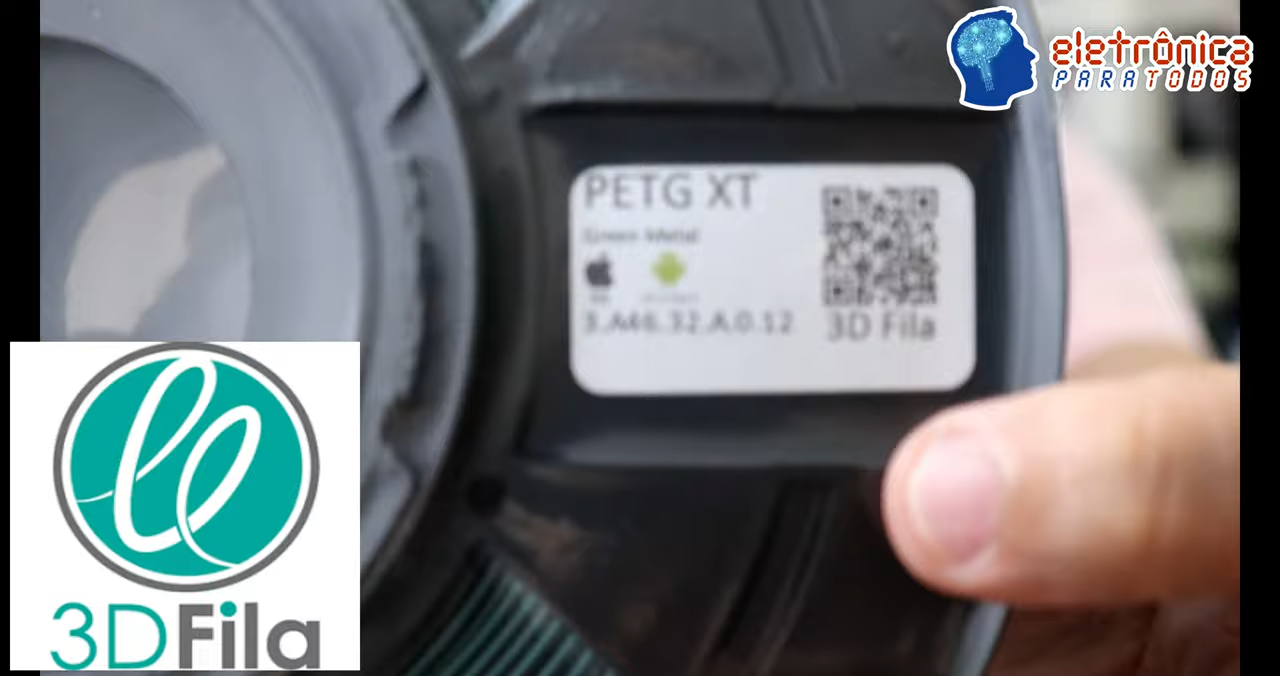 eletrônica
PARATODOS
PETG XT
Green Metal
3.A46.32.A.0.12
3D Fila
3DFila